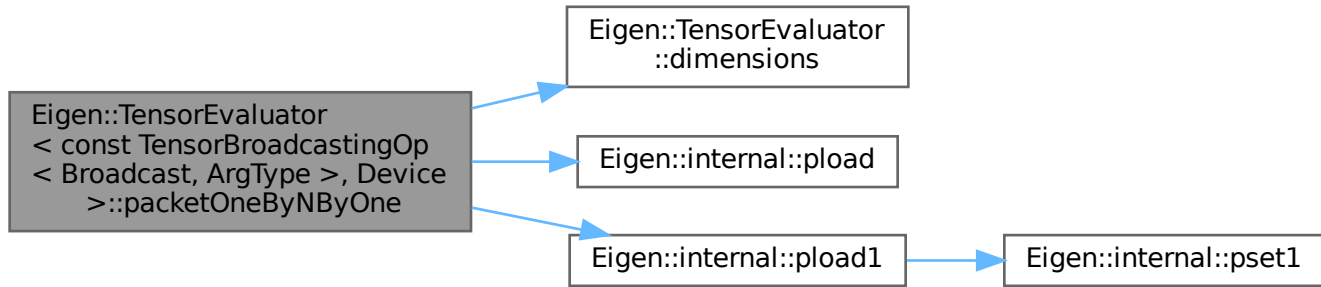 Eigen::TensorEvaluator
< const TensorBroadcastingOp
< Broadcast, ArgType >, Device
>::packetOneByNByOne
Eigen::TensorEvaluator
::dimensions
Eigen::internal::pload
Eigen::internal::pload1
Eigen::internal::pset1